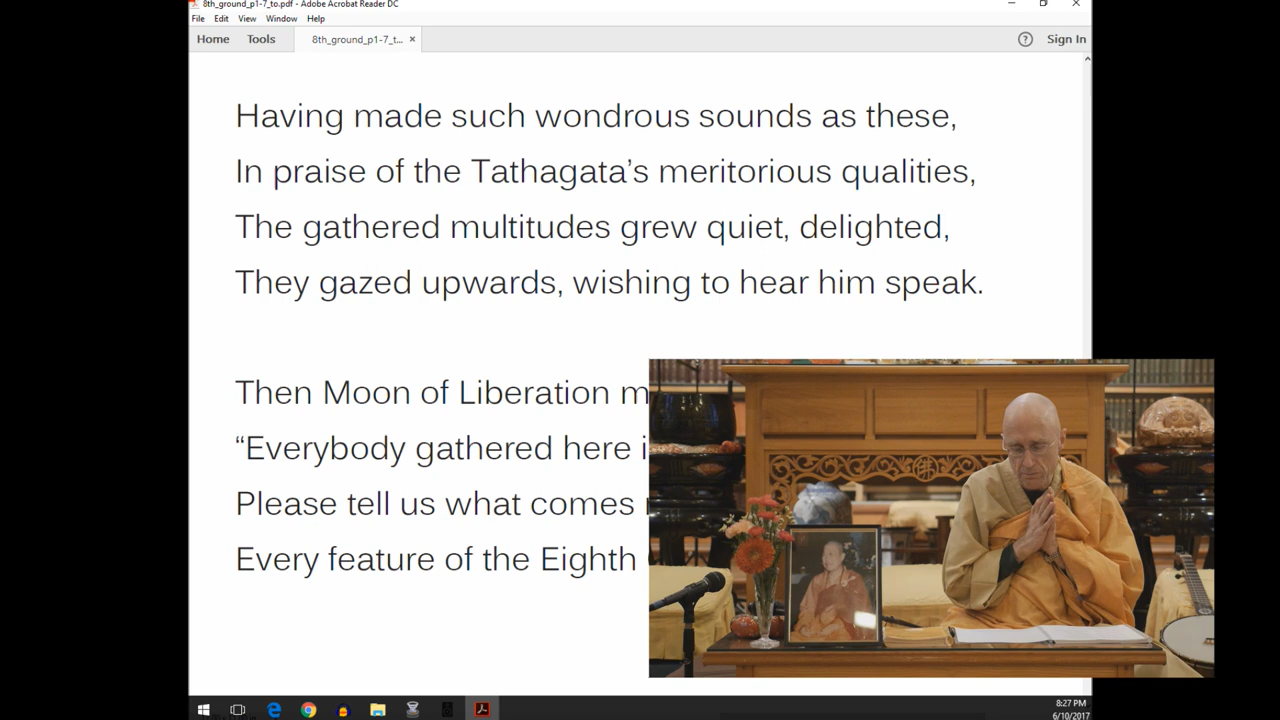 8th_ground_p1-7_to.pdf - Adobe Acrobat Reader DC
File Edit View Window Help
Home Tools 8th_ground_p1-7_t... × ? Sign In
Having made such wondrous sounds as these,
In praise of the Tathagata’s meritorious qualities,
The gathered multitudes grew quiet, delighted,
They gazed upwards, wishing to hear him speak.
Then Moon of Liberation m
“Everybody gathered here i
Please tell us what comes
Every feature of the Eighth
佛
8:27 PM
6/10/2017